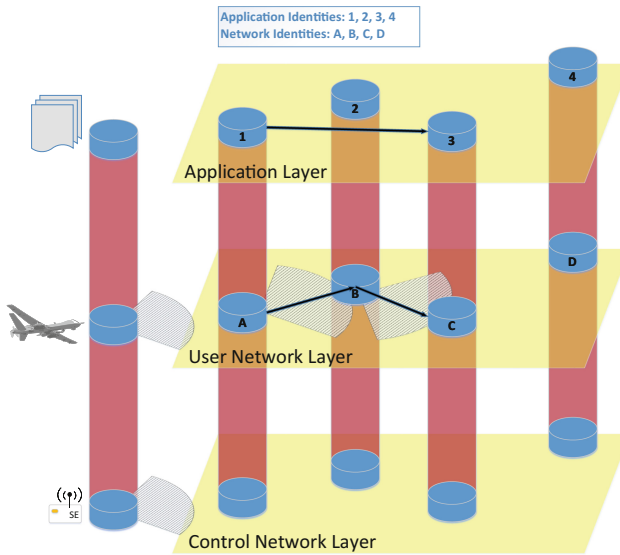 Application Identities: 1, 2, 3, 4
Network Identities: A, B, C, D
4
2
1
3
Application Layer
D
B
A
C
User Network Layer
SE
Control Network Layer